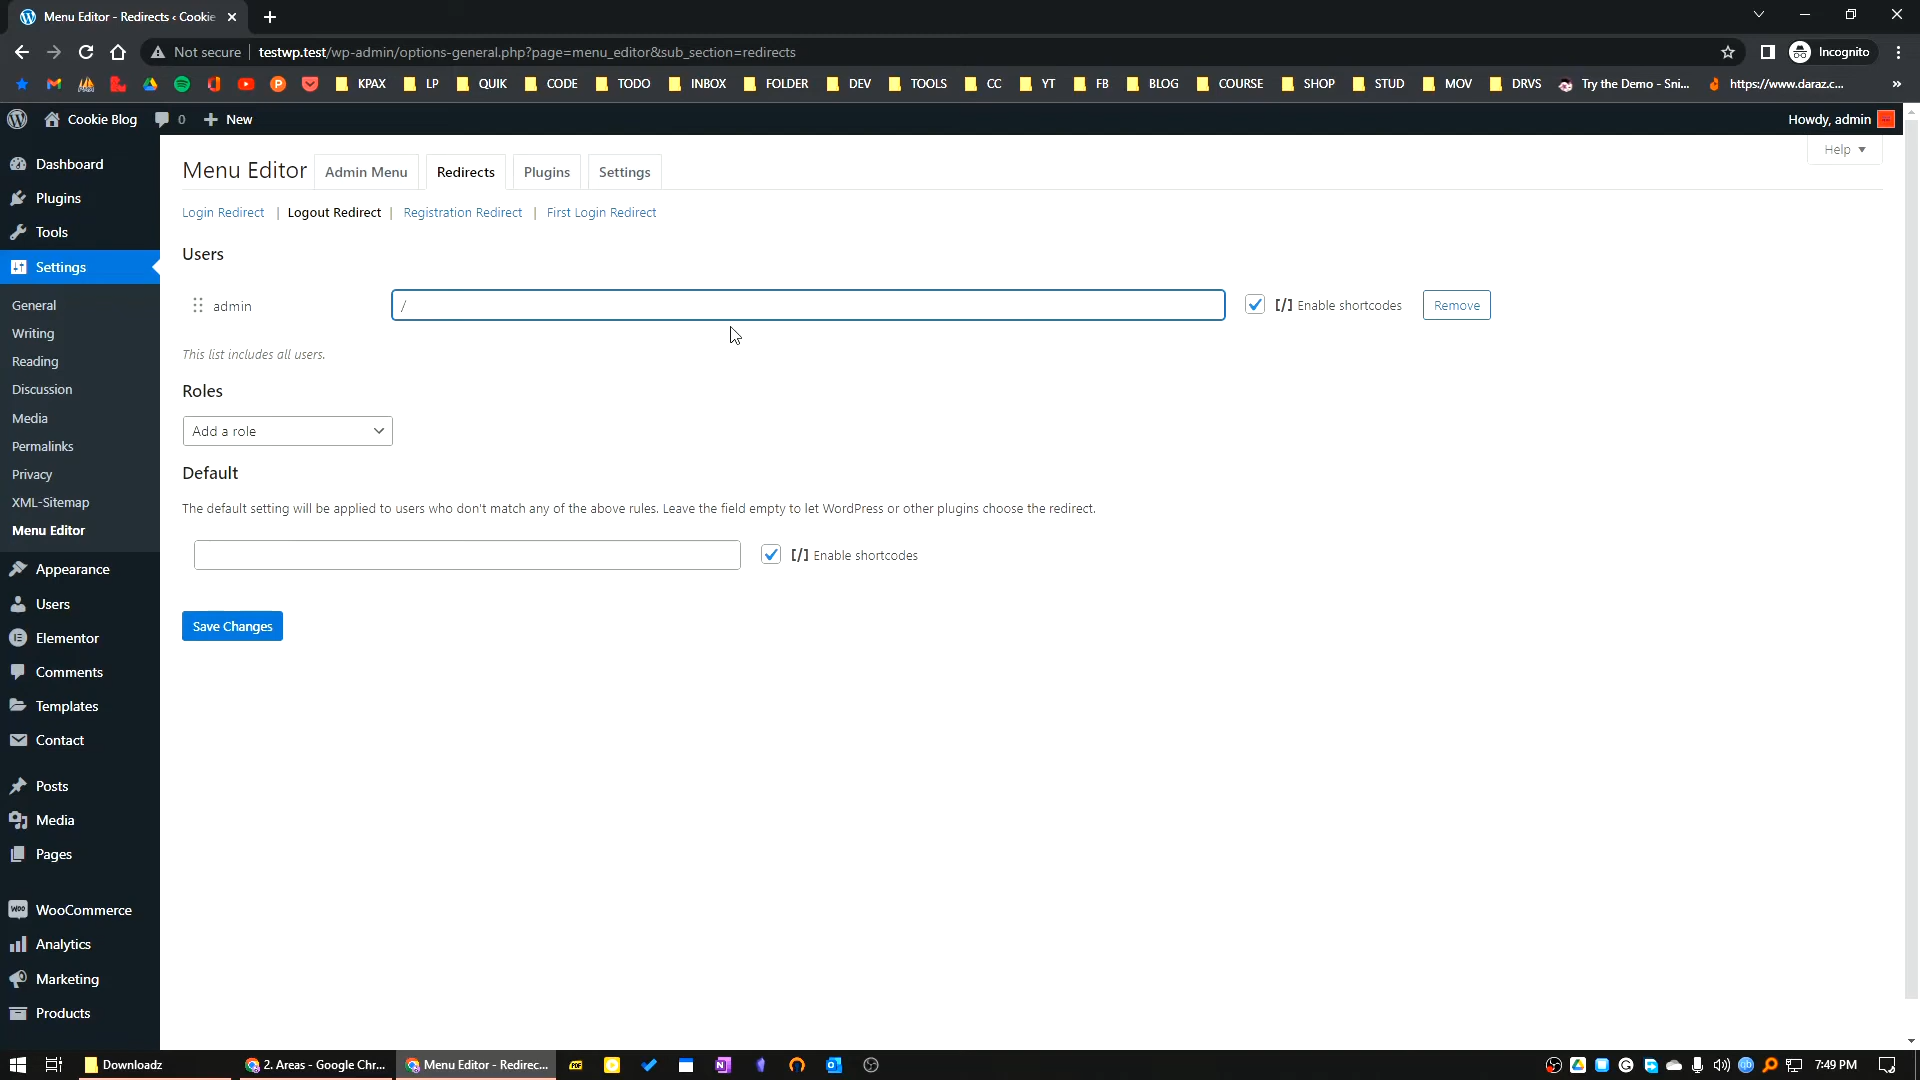 Menu Editor - Redirects ‹ Cookie
Not secure | testwp.test/wp-admin/options-general.php?page=menu_editor&sub_section=redirects
Incognito
KPAX LP QUIK CODE TODO INBOX FOLDER DEV TOOLS CC YT FB BLOG COURSE SHOP STUD MOV DRVS Try the Demo - Sni... https://www.daraz.c... »
Cookie Blog 0 + New Howdy, admin
Help
Menu Editor Admin Menu Redirects Plugins Settings
Login Redirect | Logout Redirect | Registration Redirect | First Login Redirect
Users
admin / [/] Enable shortcodes Remove
This list includes all users.
Roles
Add a role
Default
The default setting will be applied to users who don't match any of the above rules. Leave the field empty to let WordPress or other plugins choose the redirect.
[/] Enable shortcodes
Save Changes
Dashboard
Plugins
Tools
Settings
General
Writing
Reading
Discussion
Media
Permalinks
Privacy
XML-Sitemap
Menu Editor
Appearance
Users
Elementor
Comments
Templates
Contact
Posts
Media
Pages
WooCommerce
Analytics
Marketing
Products
Downloadz 2. Areas - Google Chr... Menu Editor - Redirec... 7:49 PM